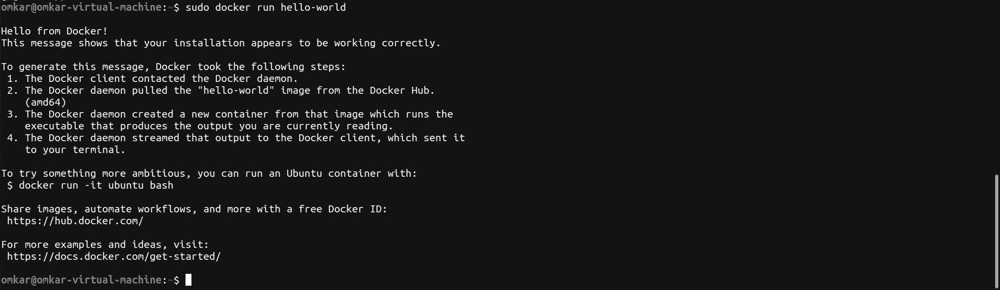 omkar@omkar-virtual-machine:~$ sudo docker run hello-world
Hello from Docker!
This message shows that your installation appears to be working correctly.
To generate this message, Docker took the following steps:
1. The Docker client contacted the Docker daemon.
2. The Docker daemon pulled the "hello-world" image from the Docker Hub.
(amd64)
3. The Docker daemon created a new container from that image which runs the
executable that produces the output you are currently reading.
4. The Docker daemon streamed that output to the Docker client, which sent it
to your terminal.
To try something more ambitious, you can run an Ubuntu container with:
$ docker run -it ubuntu bash
Share images, automate workflows, and more with a free Docker ID:
https://hub.docker.com/
For more examples and ideas, visit:
https://docs.docker.com/get-started/
omkar@omkar-virtual-machine:~$